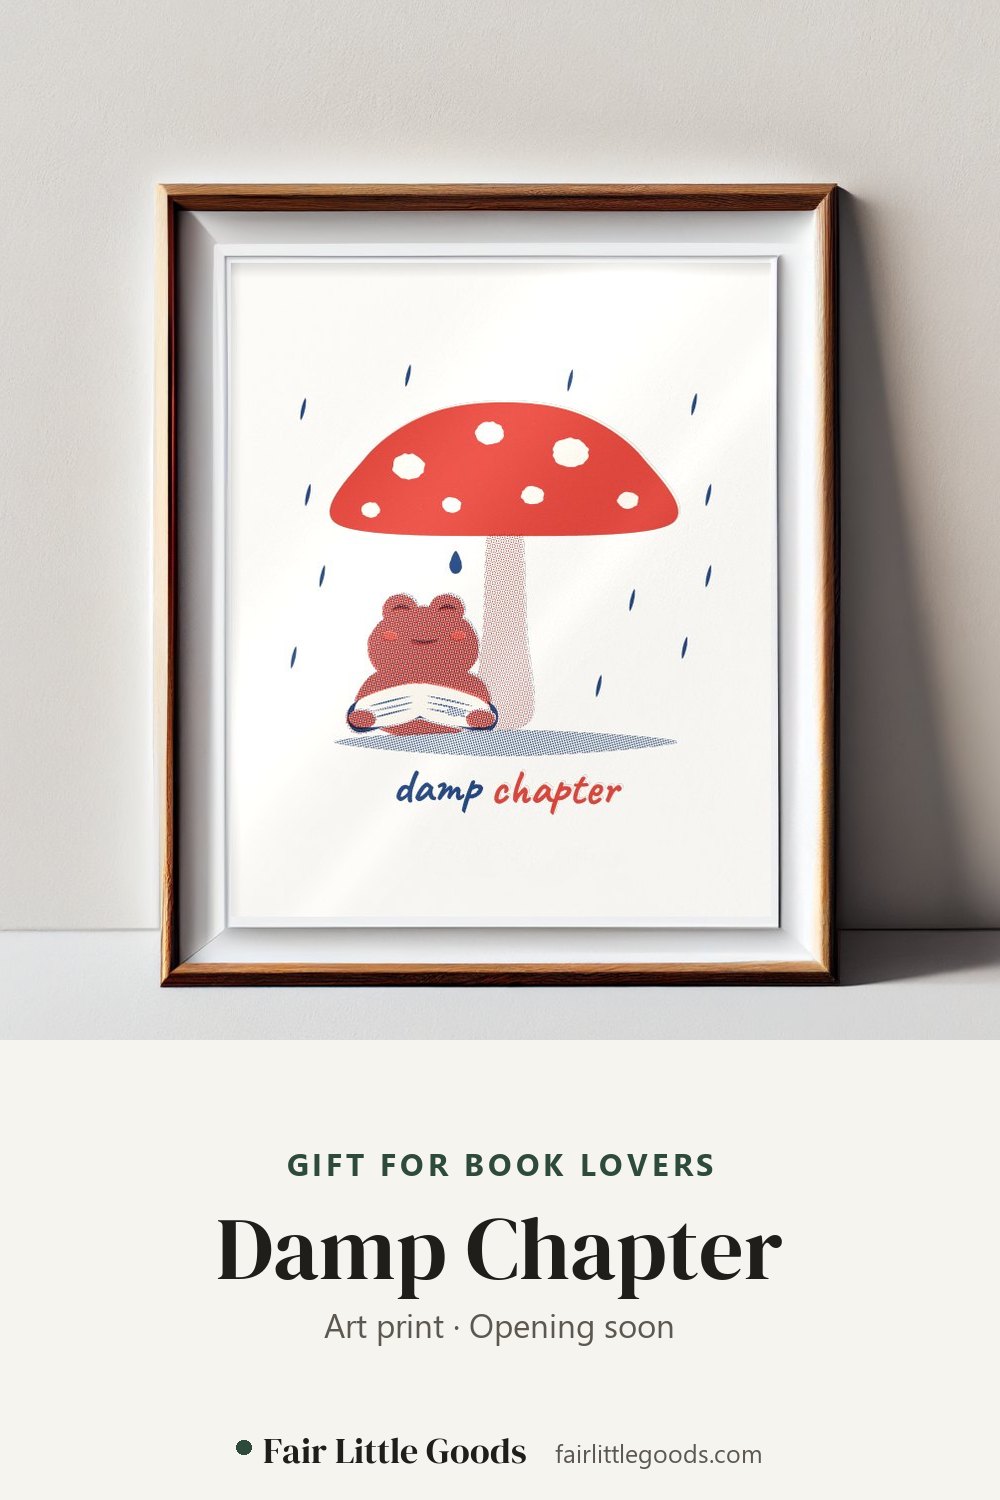 damp chapter
GIFT FOR BOOK LOVERS
Damp Chapter
Art print · Opening soon
Fair Little Goods fairlittlegoods.com